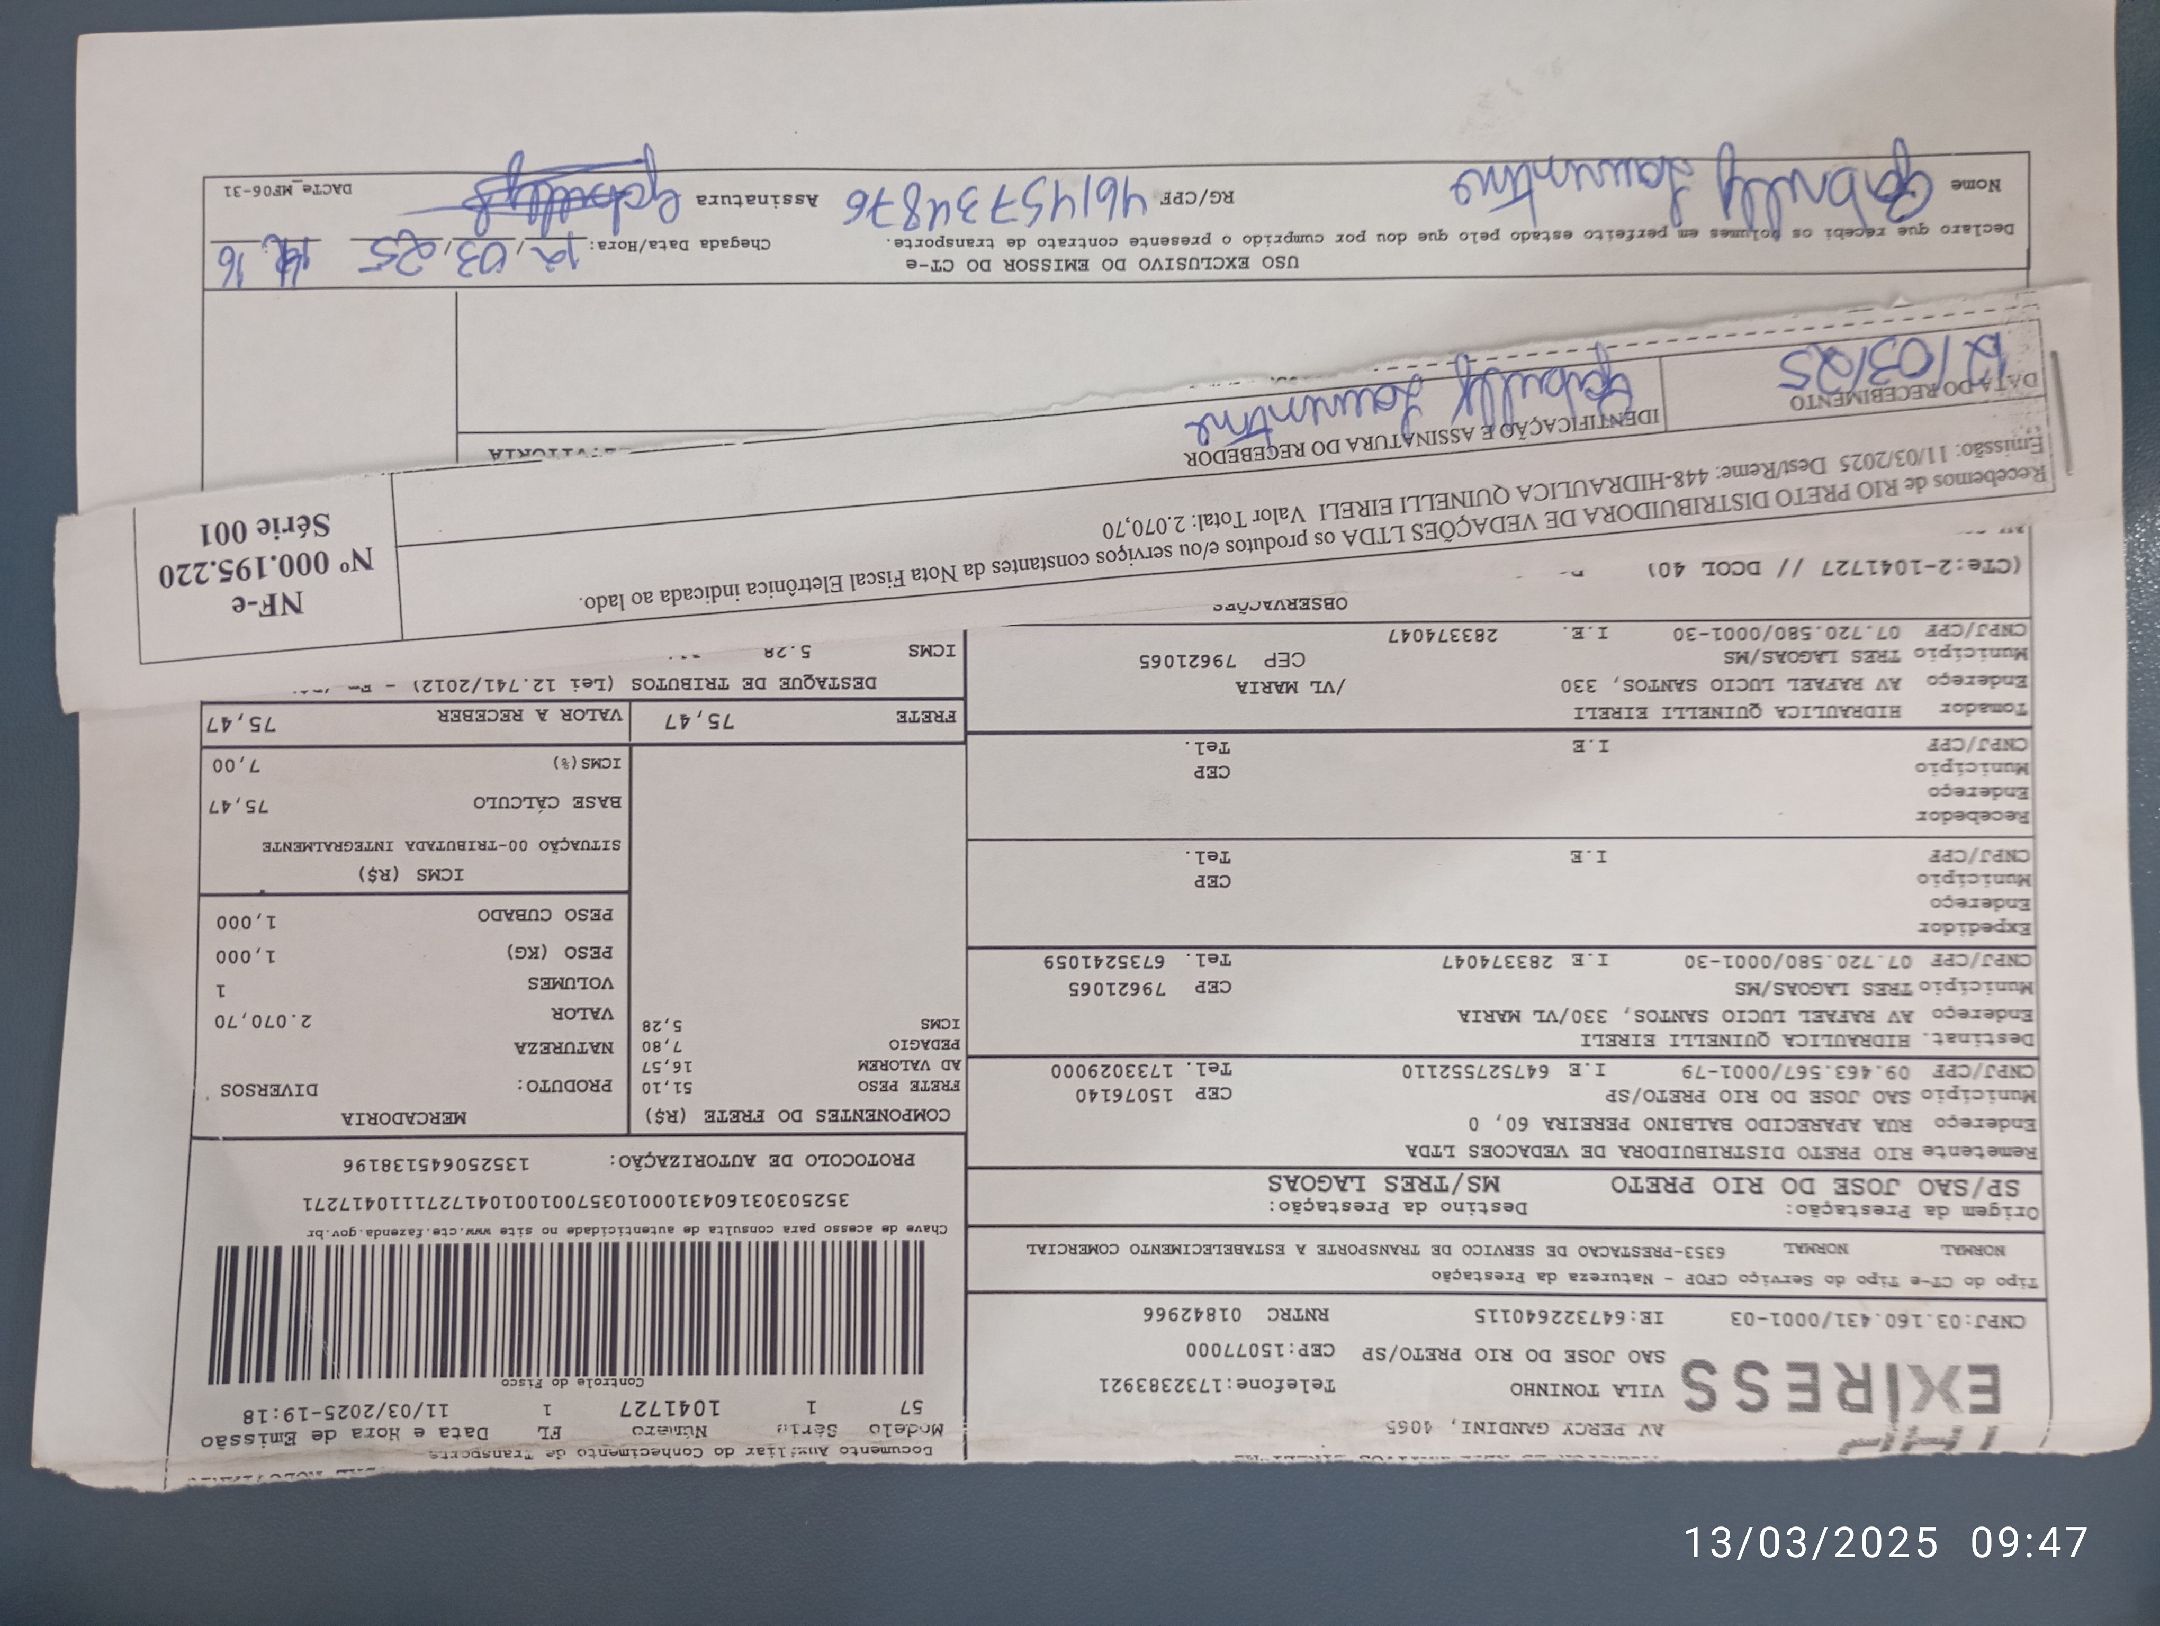 EXPRESS
AV PERCY GANDINI, 4065
VILA TONINHO Telefone:1732383921
SAO JOSE DO RIO PRETO/SP CEP:15077000
CNPJ:03.160.431/0001-03 IE:647322640115 RNTRC 01842966
Tipo do CT-e Tipo do Serviço CFOP - Natureza da Prestação
NORMAL NORMAL 6353-PRESTACAO DE SERVICO DE TRANSPORTE A ESTABELECIMENTO COMERCIAL
Origem da Prestação: Destino da Prestação:
SP/SAO JOSE DO RIO PRETO MS/TRES LAGOAS
Remetente RIO PRETO DISTRIBUIDORA DE VEDACOES LTDA
Endereço RUA APARECIDO BALBINO PEREIRA 60, 0
Município SAO JOSE DO RIO PRETO/SP CEP 15076140
CNPJ/CPF 09.463.567/0001-79 I.E 647527552110 Tel. 1733029000
Destinat. HIDRAULICA QUINELLI EIRELI
Endereço AV RAFAEL LUCIO SANTOS, 330/VL MARIA
Município TRES LAGOAS/MS CEP 79621065
CNPJ/CPF 07.720.580/0001-30 I.E 283374047 Tel. 6735241059
Expedidor
Endereço
Município CEP
CNPJ/CPF I.E Tel.
Recebedor
Endereço
Município CEP
CNPJ/CPF I.E Tel.
Tomador HIDRAULICA QUINELLI EIRELI
Endereço AV RAFAEL LUCIO SANTOS, 330 /VL MARIA
Município TRES LAGOAS/MS CEP 79621065
CNPJ/CPF 07.720.580/0001-30 I.E. 283374047
OBSERVAÇÕES
(CTe:2-1041727 // DCOL 40)
Documento Auxiliar do Conhecimento de Transporte
Modelo Série Número FL Data e Hora de Emissão
57 1 1041727 1 11/03/2025-19:18
Controle do Fisco
Chave de acesso para consulta de autenticidade no site www.cte.fazenda.gov.br
352503031604310001035700100104172711110417271
PROTOCOLO DE AUTORIZAÇÃO: 135250645138196
COMPONENTES DO FRETE (R$)
FRETE PESO 51,10
AD VALOREM 16,57
PEDAGIO 7,80
ICMS 5,28
MERCADORIA
PRODUTO: DIVERSOS
NATUREZA
VALOR 2.070,70
VOLUMES 1
PESO (KG) 1,000
PESO CUBADO 1,000
ICMS (R$)
SITUAÇÃO 00-TRIBUTADA INTEGRALMENTE
BASE CÁLCULO 75,47
ICMS(%) 7,00
FRETE 75,47 VALOR A RECEBER 75,47
DESTAQUE DE TRIBUTOS (Lei 12.741/2012)
ICMS 5.28
Recebemos de RIO PRETO DISTRIBUIDORA DE VEDAÇÕES LTDA os produtos e/ou serviços constantes da Nota Fiscal Eletrônica indicada ao lado.
Emissão: 11/03/2025 Dest/Reme: 448-HIDRAULICA QUINELLI EIRELI Valor Total: 2.070,70
DATA DO RECEBIMENTO
12/03/25
IDENTIFICAÇÃO E ASSINATURA DO RECEBEDOR
NF-e
Nº 000.195.220
Série 001
USO EXCLUSIVO DO EMISSOR DO CT-e
Declaro que recebi os volumes em perfeito estado pelo que dou por cumprido o presente contrato de transporte.
Chegada Data/Hora: 12/03/25 16
Nome
RG/CPF 46145734876
Assinatura
DACTe_MF06-31
13/03/2025 09:47